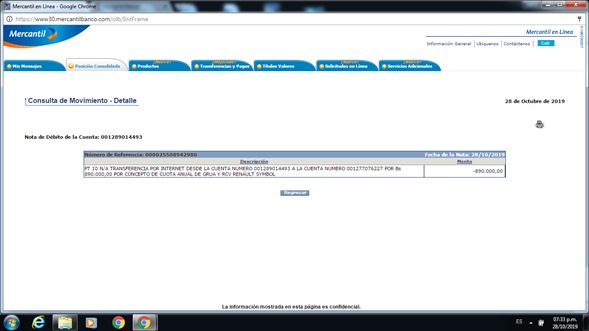 Mercantil en Línea - Google Chrome
https://www30.mercantilbanco.com/olb/InitFrame
Mercantil
Mercantil en Línea
Información General | Ubíquenos | Contáctenos | Salir
Mis Mensajes
Posición Consolidada
Productos
Transferencias y Pagos
Títulos Valores
Solicitudes en Línea
Servicios Adicionales
Consulta de Movimiento - Detalle
28 de Octubre de 2019
Nota de Débito de la Cuenta: 001289014493
Número de Referencia: 000025508942980 Fecha de la Nota: 28/10/2019
Descripción Monto
PT 10 N/A TRANSFERENCIA POR INTERNET DESDE LA CUENTA NUMERO 001289014493 A LA CUENTA NUMERO 001277076227 POR Bs -890.000,00
890.000,00 POR CONCEPTO DE CUOTA ANUAL DE GRUA Y RCV RENAULT SYMBOL
Regresar
La información mostrada en esta página es confidencial.
ES
07:33 p.m.
28/10/2019